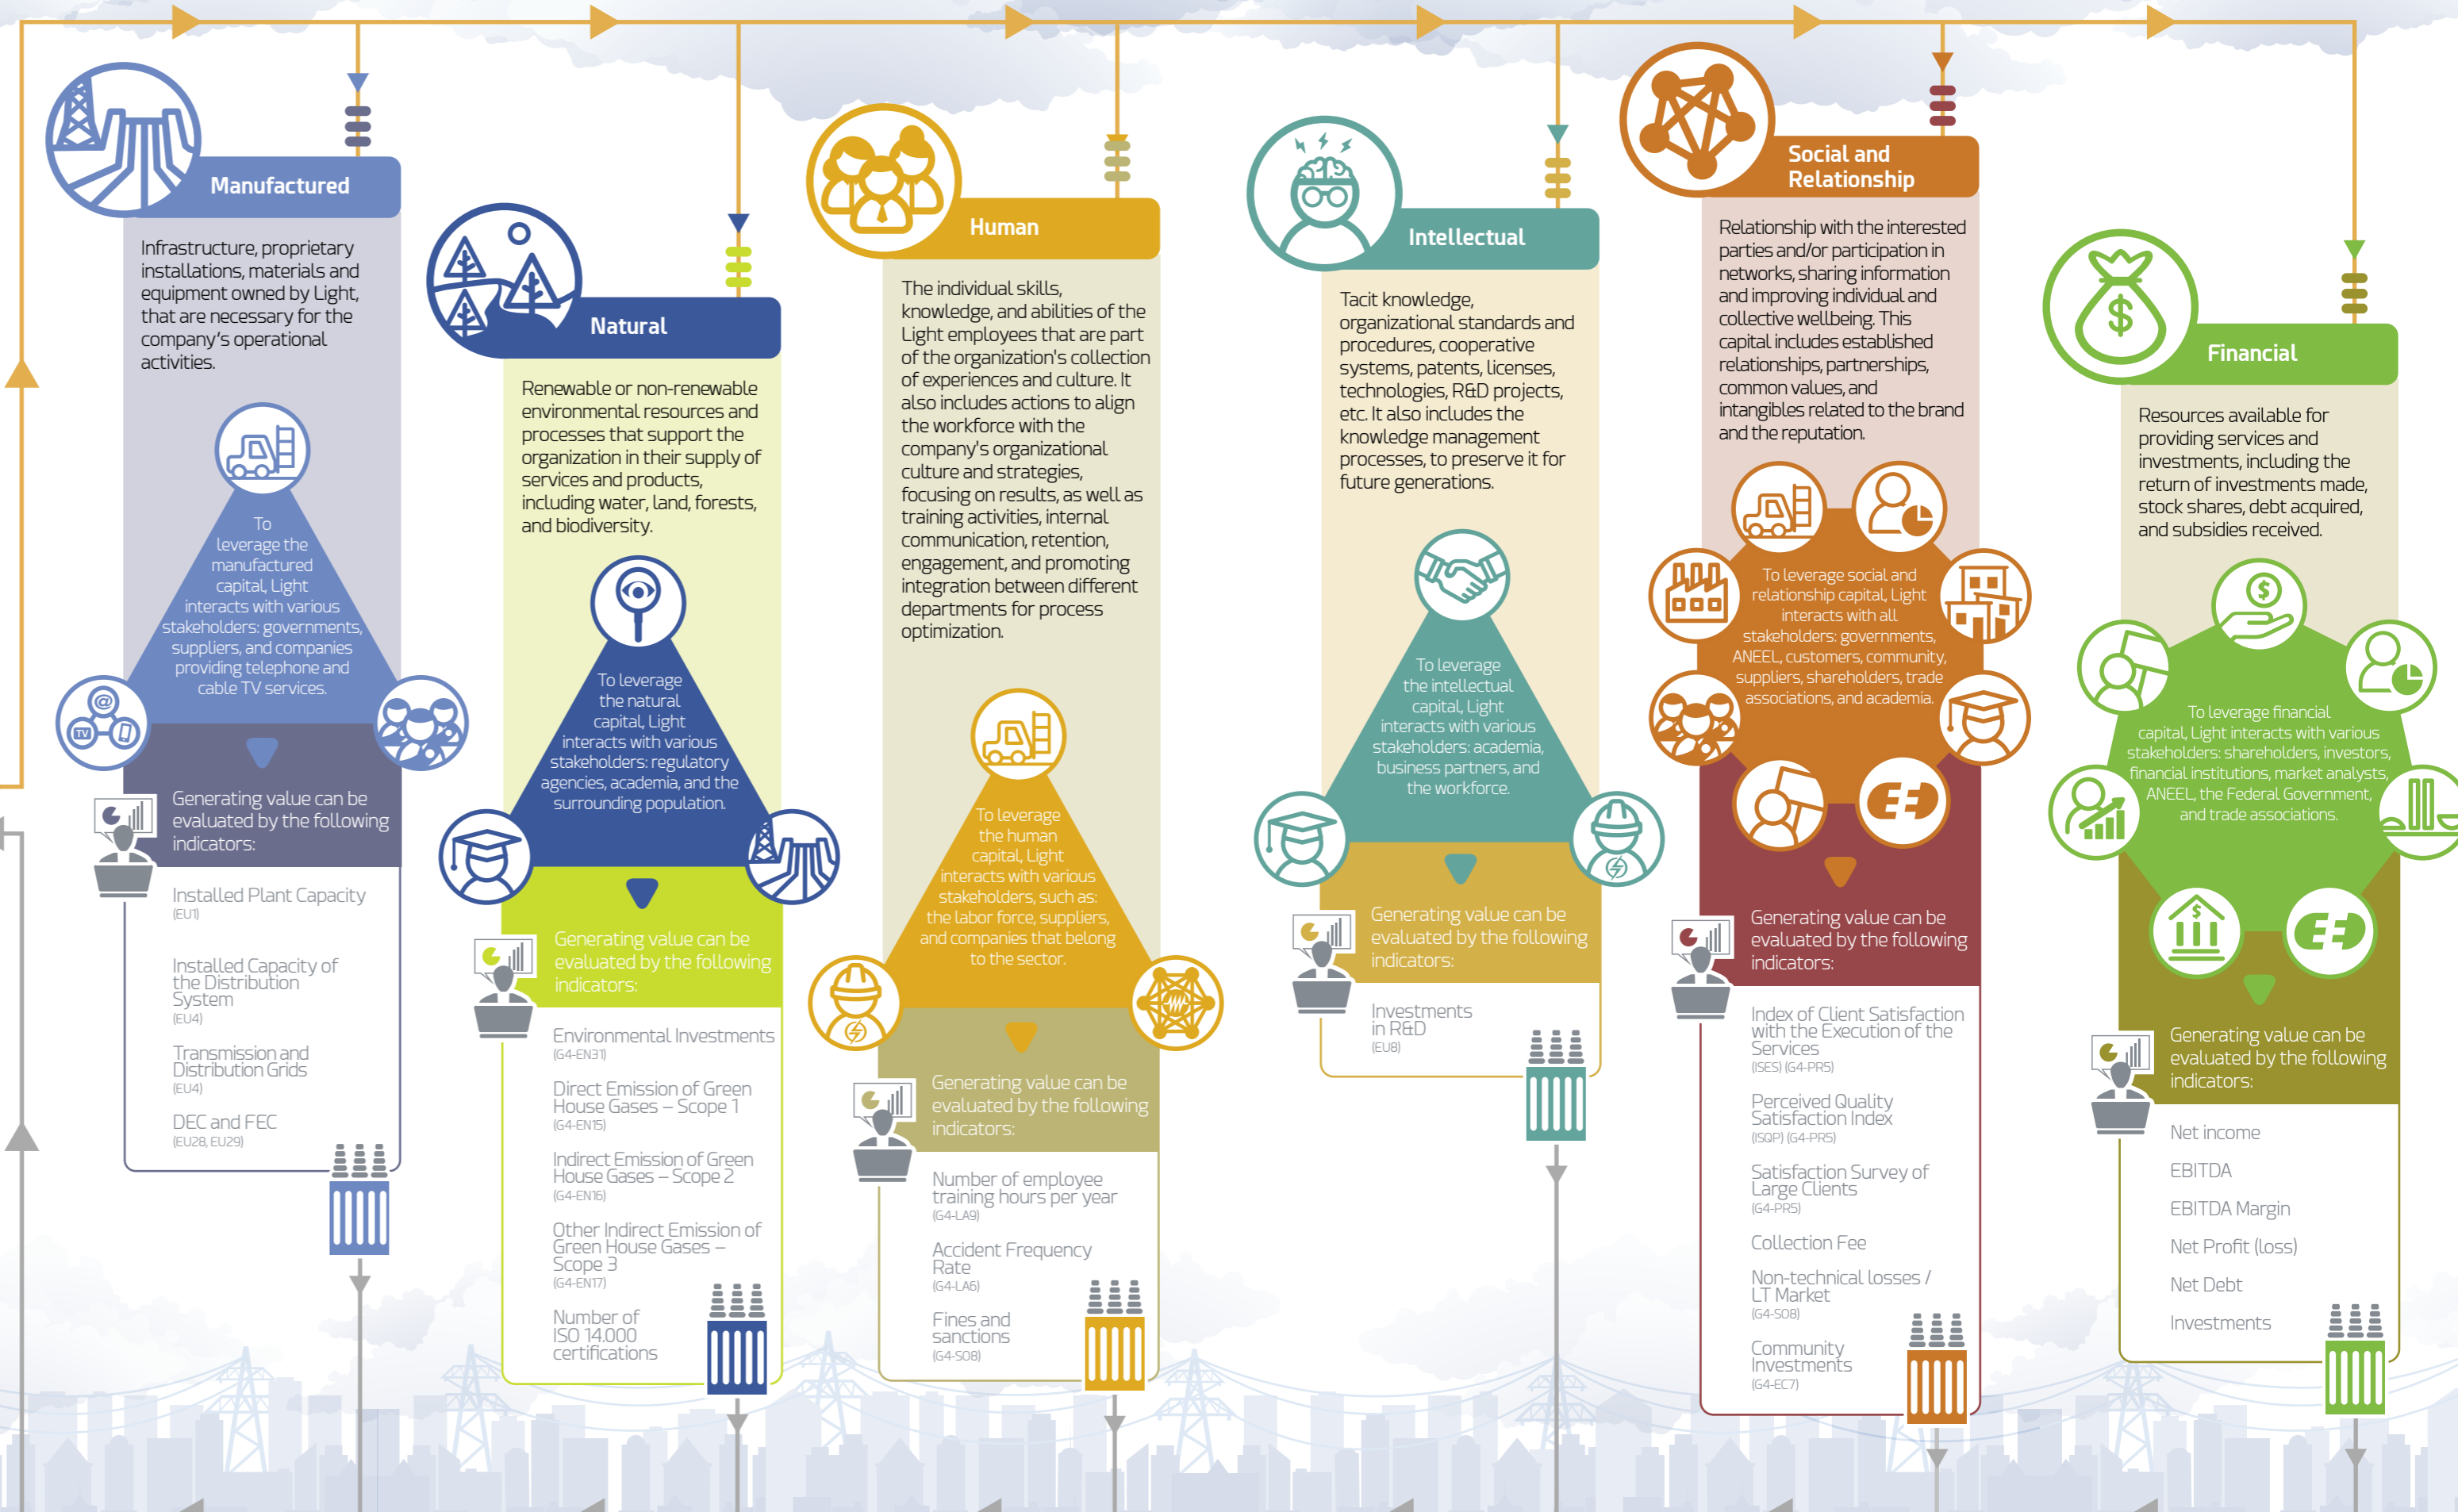 Manufactured
Infrastructure, proprietary
installations, materials and
equipment owned by Light,
that are necessary for the
company's operational
activities.
To
leverage the
manufactured
capital, Light
interacts with various
stakeholders: governments,
suppliers, and companies
providing telephone and
cable TV services.
@
TV
Generating value can be
evaluated by the following
indicators:
Installed Plant Capacity
(EU1)
Installed Capacity of
the Distribution
System
(EU4)
Transmission and
Distribution Grids
(EU4)
DEC and FEC
(EU28, EU29)
Natural
Renewable or non-renewable
environmental resources and
processes that support the
organization in their supply of
services and products,
including water, land, forests,
and biodiversity.
To leverage
the natural
capital, Light
interacts with various
stakeholders: regulatory
agencies, academia, and the
surrounding population.
Generating value can be
evaluated by the following
indicators:
Environmental Investments
(G4-EN31)
Direct Emission of Green
House Gases – Scope 1
(G4-EN15)
Indirect Emission of Green
House Gases – Scope 2
(G4-EN16)
Other Indirect Emission of
Green House Gases –
Scope 3
(G4-EN17)
Number of
ISO 14.000
certifications
Human
The individual skills,
knowledge, and abilities of the
Light employees that are part
of the organization's collection
of experiences and culture. It
also includes actions to align
the workforce with the
company's organizational
culture and strategies,
focusing on results, as well as
training activities, internal
communication, retention,
engagement, and promoting
integration between different
departments for process
optimization.
To leverage
the human
capital, Light
interacts with various
stakeholders, such as:
the labor force, suppliers,
and companies that belong
to the sector.
Generating value can be
evaluated by the following
indicators:
Number of employee
training hours per year
(G4-LA9)
Accident Frequency
Rate
(G4-LA6)
Fines and
sanctions
(G4-SO8)
Intellectual
Tacit knowledge,
organizational standards and
procedures, cooperative
systems, patents, licenses,
technologies, R&D projects,
etc. It also includes the
knowledge management
processes, to preserve it for
future generations.
To leverage
the intellectual
capital, Light
interacts with various
stakeholders: academia,
business partners, and
the workforce.
Generating value can be
evaluated by the following
indicators:
Investments
in R&D
(EU8)
Social and
Relationship
Relationship with the interested
parties and/or participation in
networks, sharing information
and improving individual and
collective wellbeing. This
capital includes established
relationships, partnerships,
common values, and
intangibles related to the brand
and the reputation.
To leverage social and
relationship capital, Light
interacts with all
stakeholders: governments,
ANEEL, customers, community,
suppliers, shareholders, trade
associations, and academia.
Generating value can be
evaluated by the following
indicators:
Index of Client Satisfaction
with the Execution of the
Services
(ISES) (G4-PR5)
Perceived Quality
Satisfaction Index
(ISQP) (G4-PR5)
Satisfaction Survey of
Large Clients
(G4-PR5)
Collection Fee
Non-technical losses /
LT Market
(G4-SO8)
Community
Investments
(G4-EC7)
Financial
Resources available for
providing services and
investments, including the
return of investments made,
stock shares, debt acquired,
and subsidies received.
$
$
To leverage financial
capital, Light interacts with various
stakeholders: shareholders, investors,
financial institutions, market analysts,
ANEEL, the Federal Government,
and trade associations.
$
Generating value can be
evaluated by the following
indicators:
Net income
EBITDA
EBITDA Margin
Net Profit (loss)
Net Debt
Investments